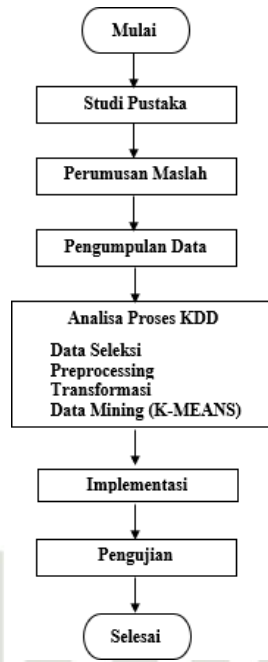 Mulai
Studi Pustaka
Perumusan Maslah
Pengumpulan Data
Analisa Proses KDD
Data Seleksi
Preprocessing
Transformasi
Data Mining (K-MEANS)
Implementasi
Pengujian
Selesai